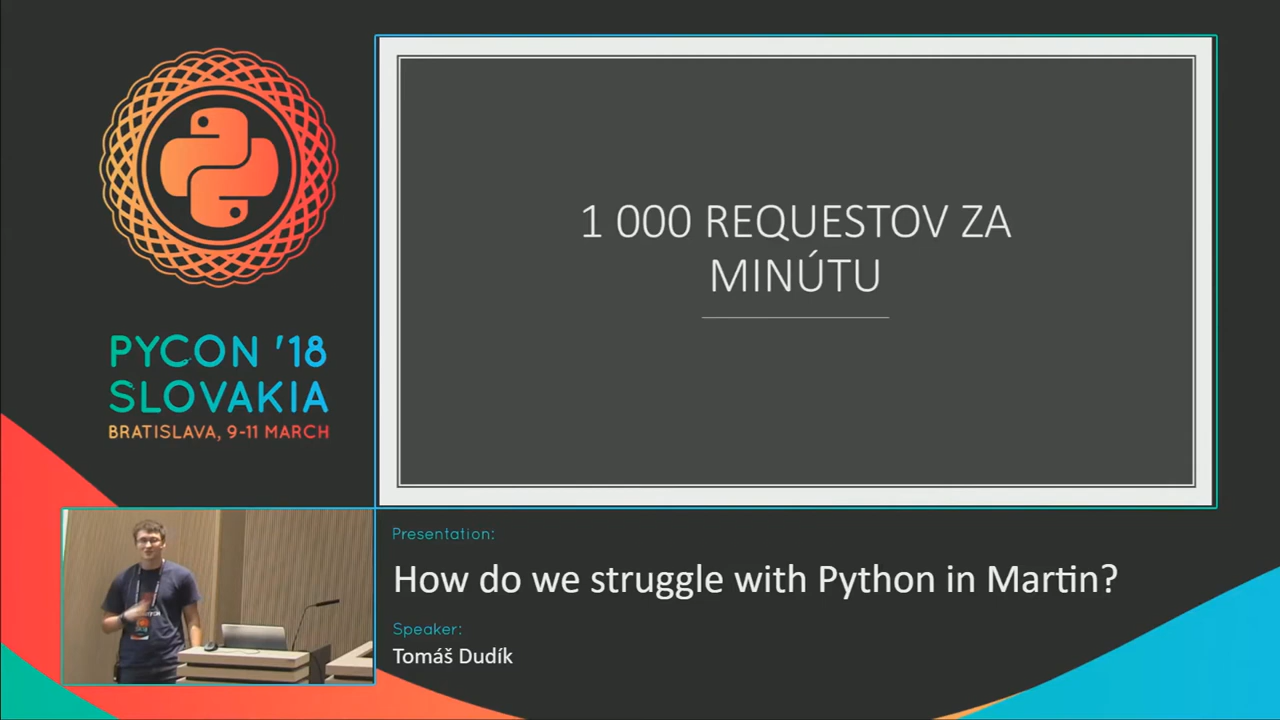 1 000 REQUESTOV ZA
MINÚTU
PYCON '18
SLOVAKIA
BRATISLAVA, 9-11 MARCH
Presentation:
How do we struggle with Python in Martin?
Speaker:
Tomáš Dudík